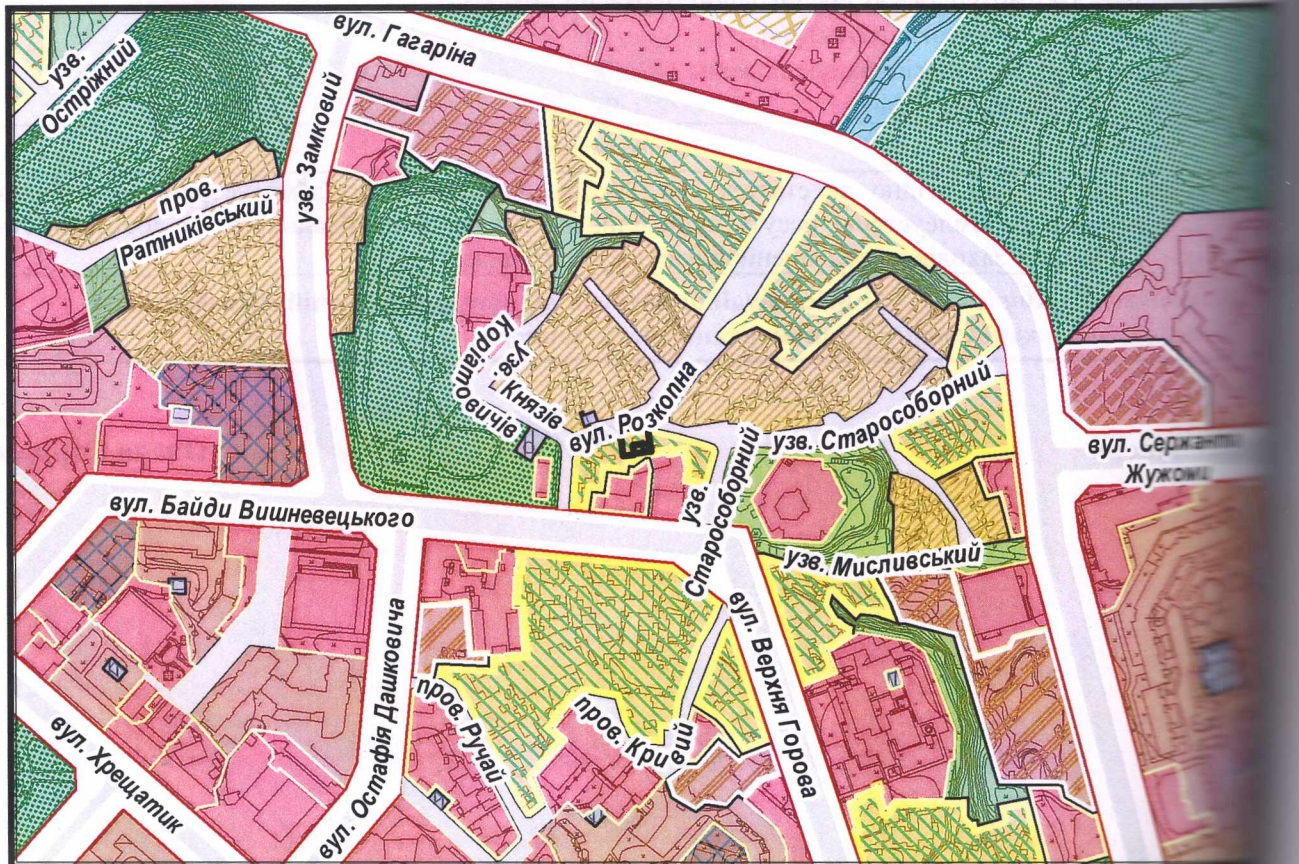 вул. Гагаріна
узв.
Остріжний
узв. Замковий
пров.
Ратниківський
узв. Князів
Коріатовичів
вул. Розкопна
узв. Старособорний
узв.
Старособорний
вул. Сержанта
Жужоми
вул. Байди Вишневецького
узв. Мисливський
вул. Верхня Горова
вул. Остафія Дашковича
пров. Ручай
пров. Кривий
вул. Хрещатик